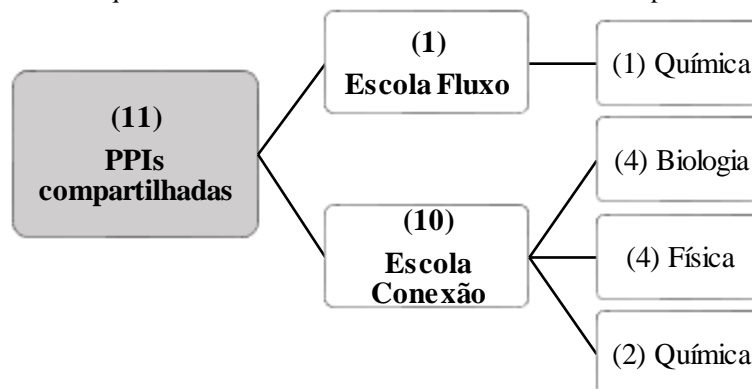 (11)
PPIs
compartilhadas
(1)
Escola Fluxo
(1) Química
(10)
Escola
Conexão
(4) Biologia
(4) Física
(2) Química